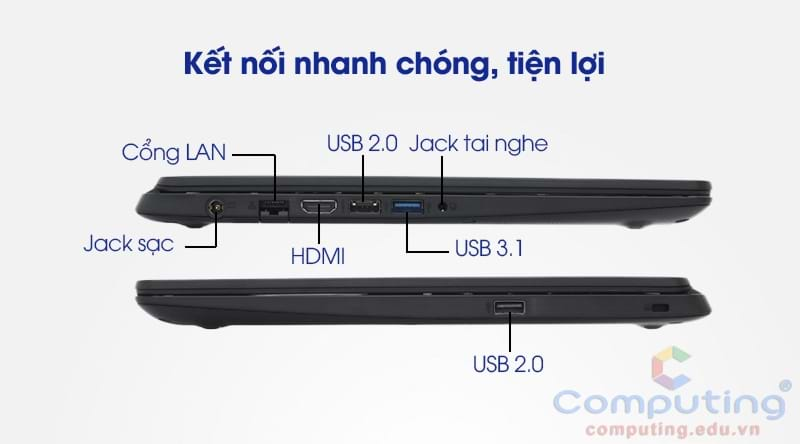 Kết nối nhanh chóng, tiện lợi
USB 2.0
Jack tai nghe
Cổng LAN
Jack sạc
HDMI
USB 3.1
USB 2.0
Computing®
computing.edu.vn